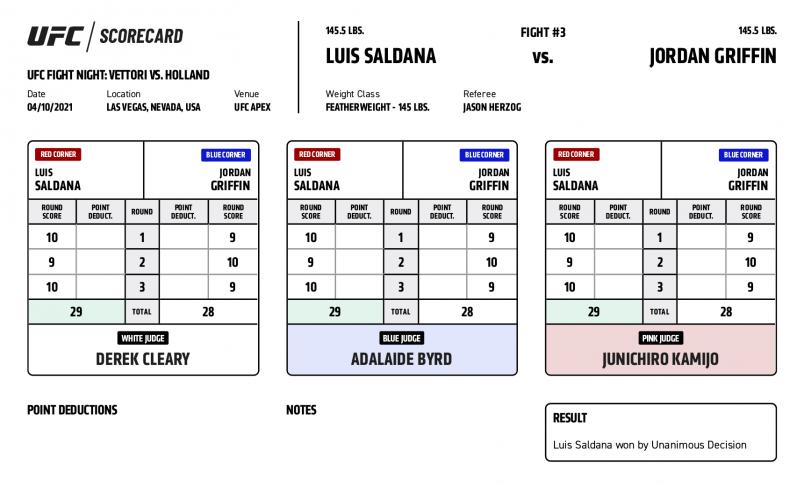 UFC / SCORECARD
UFC FIGHT NIGHT: VETTORI VS. HOLLAND
Date Location Venue
04/10/2021 LAS VEGAS, NEVADA, USA UFC APEX
145.5 LBS. FIGHT #3 145.5 LBS.
LUIS SALDANA VS. JORDAN GRIFFIN
Weight Class Referee
FEATHERWEIGHT - 145 LBS. JASON HERZOG
RED CORNER BLUE CORNER
LUIS JORDAN
SALDANA GRIFFIN
ROUND POINT ROUND POINT ROUND
SCORE DEDUCT. DEDUCT. SCORE
10 1 9
9 2 10
10 3 9
29 TOTAL 28
WHITE JUDGE
DEREK CLEARY
RED CORNER BLUE CORNER
LUIS JORDAN
SALDANA GRIFFIN
ROUND POINT ROUND POINT ROUND
SCORE DEDUCT. DEDUCT. SCORE
10 1 9
9 2 10
10 3 9
29 TOTAL 28
BLUE JUDGE
ADALAIDE BYRD
RED CORNER BLUE CORNER
LUIS JORDAN
SALDANA GRIFFIN
ROUND POINT ROUND POINT ROUND
SCORE DEDUCT. DEDUCT. SCORE
10 1 9
9 2 10
10 3 9
29 TOTAL 28
PINK JUDGE
JUNICHIRO KAMIJO
POINT DEDUCTIONS
NOTES
RESULT
Luis Saldana won by Unanimous Decision